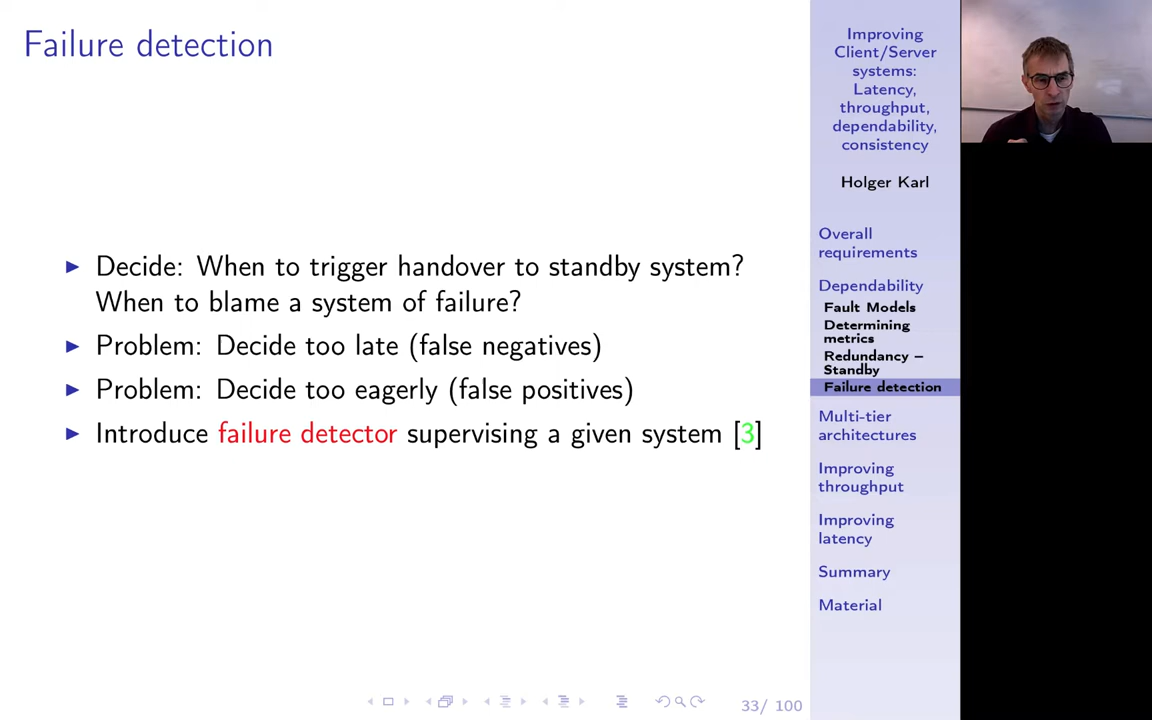 Failure detection
Decide: When to trigger handover to standby system?
When to blame a system of failure?
Problem: Decide too late (false negatives)
Problem: Decide too eagerly (false positives)
Introduce failure detector supervising a given system [3]
33/ 100
Improving
Client/Server
systems:
Latency,
throughput,
dependability,
consistency
Holger Karl
Overall
requirements
Dependability
Fault Models
Determining
metrics
Redundancy –
Standby
Failure detection
Multi-tier
architectures
Improving
throughput
Improving
latency
Summary
Material